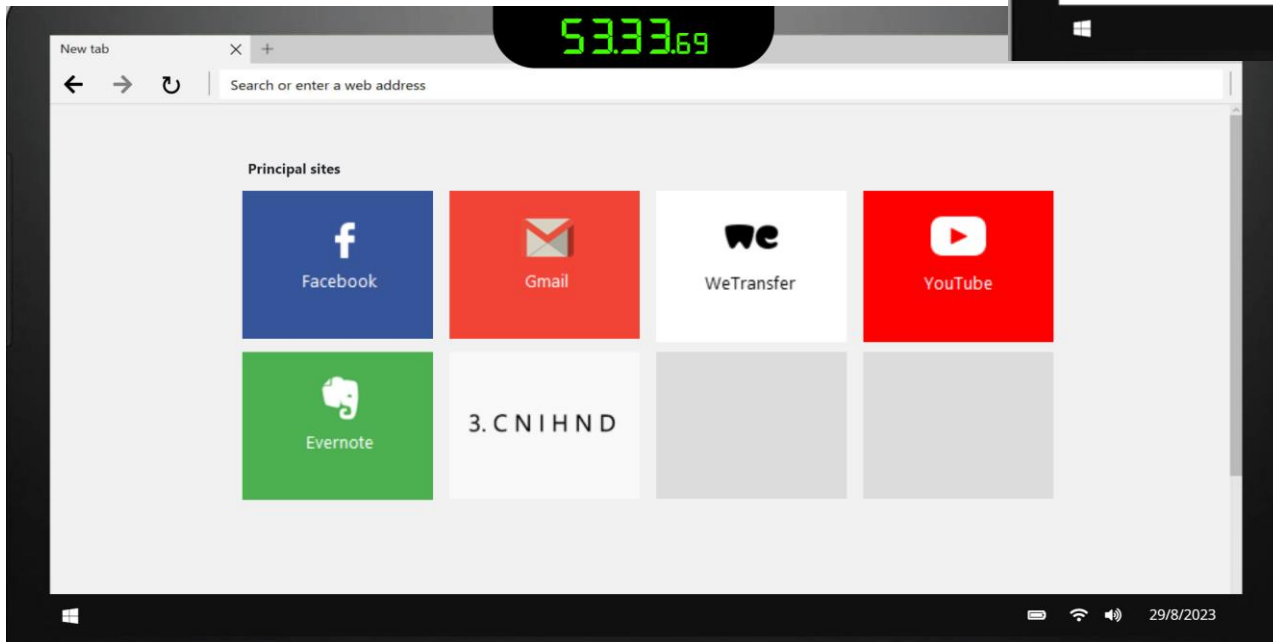 53.33.69
New tab
Search or enter a web address
Principal sites
Facebook
Gmail
WeTransfer
YouTube
Evernote
3. C N I H N D
29/8/2023